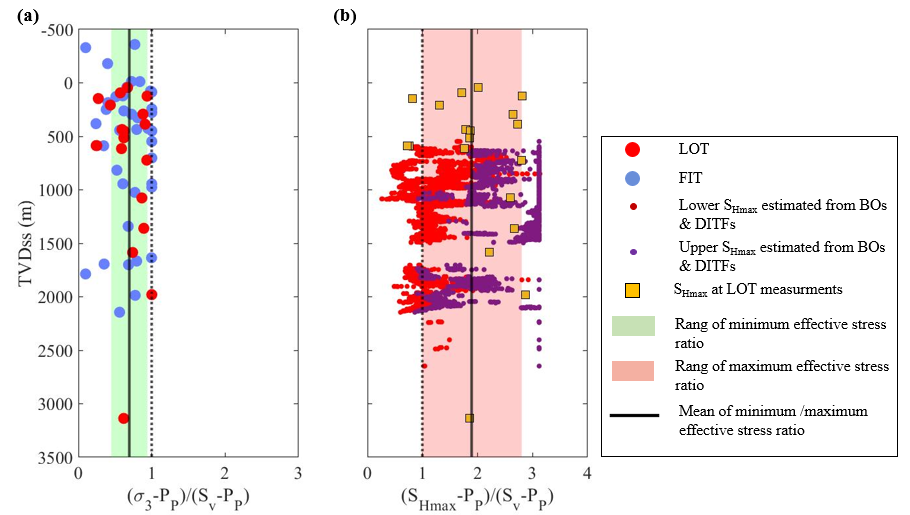 (a)
(b)
-500
0
500
1000
1500
2000
2500
3000
3500
TVDss (m)
0
1
2
3
(σ3-PP)/(Sv-PP)
0
1
2
3
4
(SHmax-PP)/(Sv-PP)
LOT
FIT
Lower SHmax estimated from BOs
& DITFs
Upper SHmax estimated from BOs
& DITFs
SHmax at LOT measurments
Rang of minimum effective stress
ratio
Rang of maximum effective stress
ratio
Mean of minimum /maximum
effective stress ratio